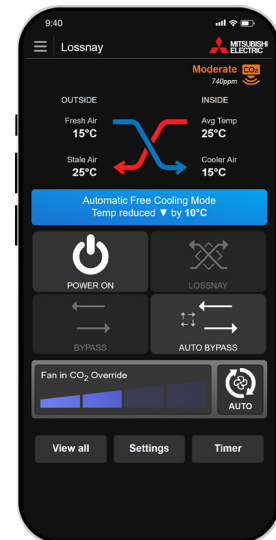 9:40
Lossnay
MITSUBISHI
ELECTRIC
Moderate CO₂
740ppm
OUTSIDE
INSIDE
Fresh Air
15°C
Avg Temp
25°C
Stale Air
25°C
Cooler Air
15°C
Automatic Free Cooling Mode
Temp reduced ▼ by 10°C
POWER ON
LOSSNAY
BYPASS
AUTO BYPASS
Fan in CO₂ Override
AUTO
View all
Settings
Timer